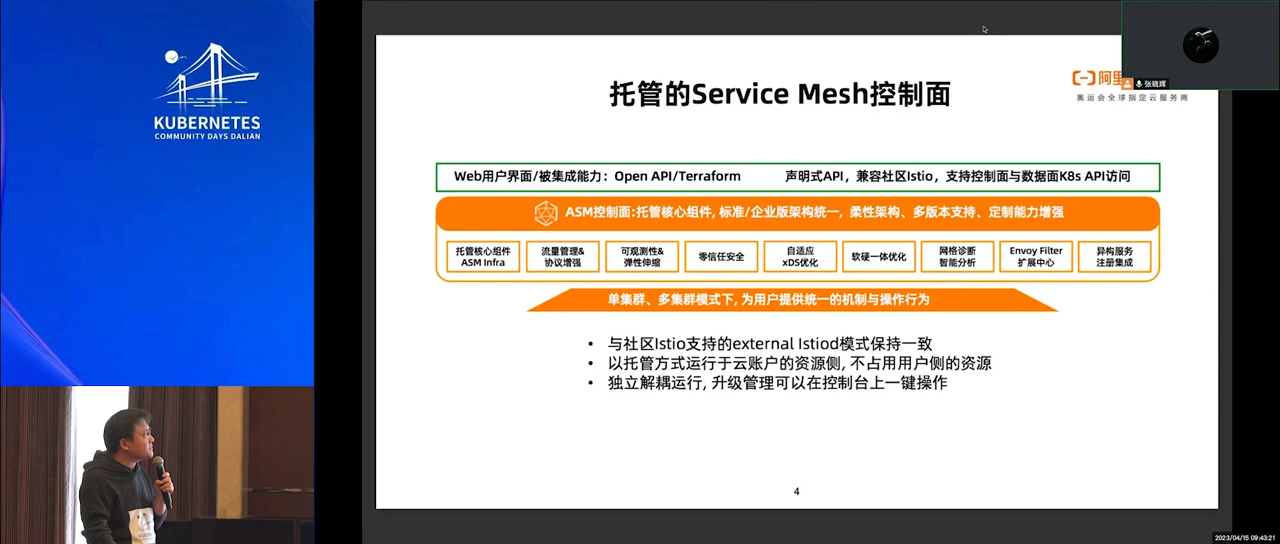 KUBERNETES
COMMUNITY DAYS DALIAN
托管的Service Mesh控制面
阿里
张晓辉
奥运会全球指定云服务商
Web用户界面/被集成能力：Open API/Terraform
声明式API，兼容社区Istio，支持控制面与数据面K8s API访问
ASM控制面:托管核心组件, 标准/企业版架构统一，柔性架构、多版本支持、定制能力增强
托管核心组件
ASM Infra
流量管理&
协议增强
可观测性&
弹性伸缩
零信任安全
自适应
xDS优化
软硬一体优化
网格诊断
智能分析
Envoy Filter
扩展中心
异构服务
注册集成
单集群、多集群模式下, 为用户提供统一的机制与操作行为
• 与社区Istio支持的external Istiod模式保持一致
• 以托管方式运行于云账户的资源侧, 不占用用户侧的资源
• 独立解耦运行, 升级管理可以在控制台上一键操作
4
2023/04/15 09:43:21